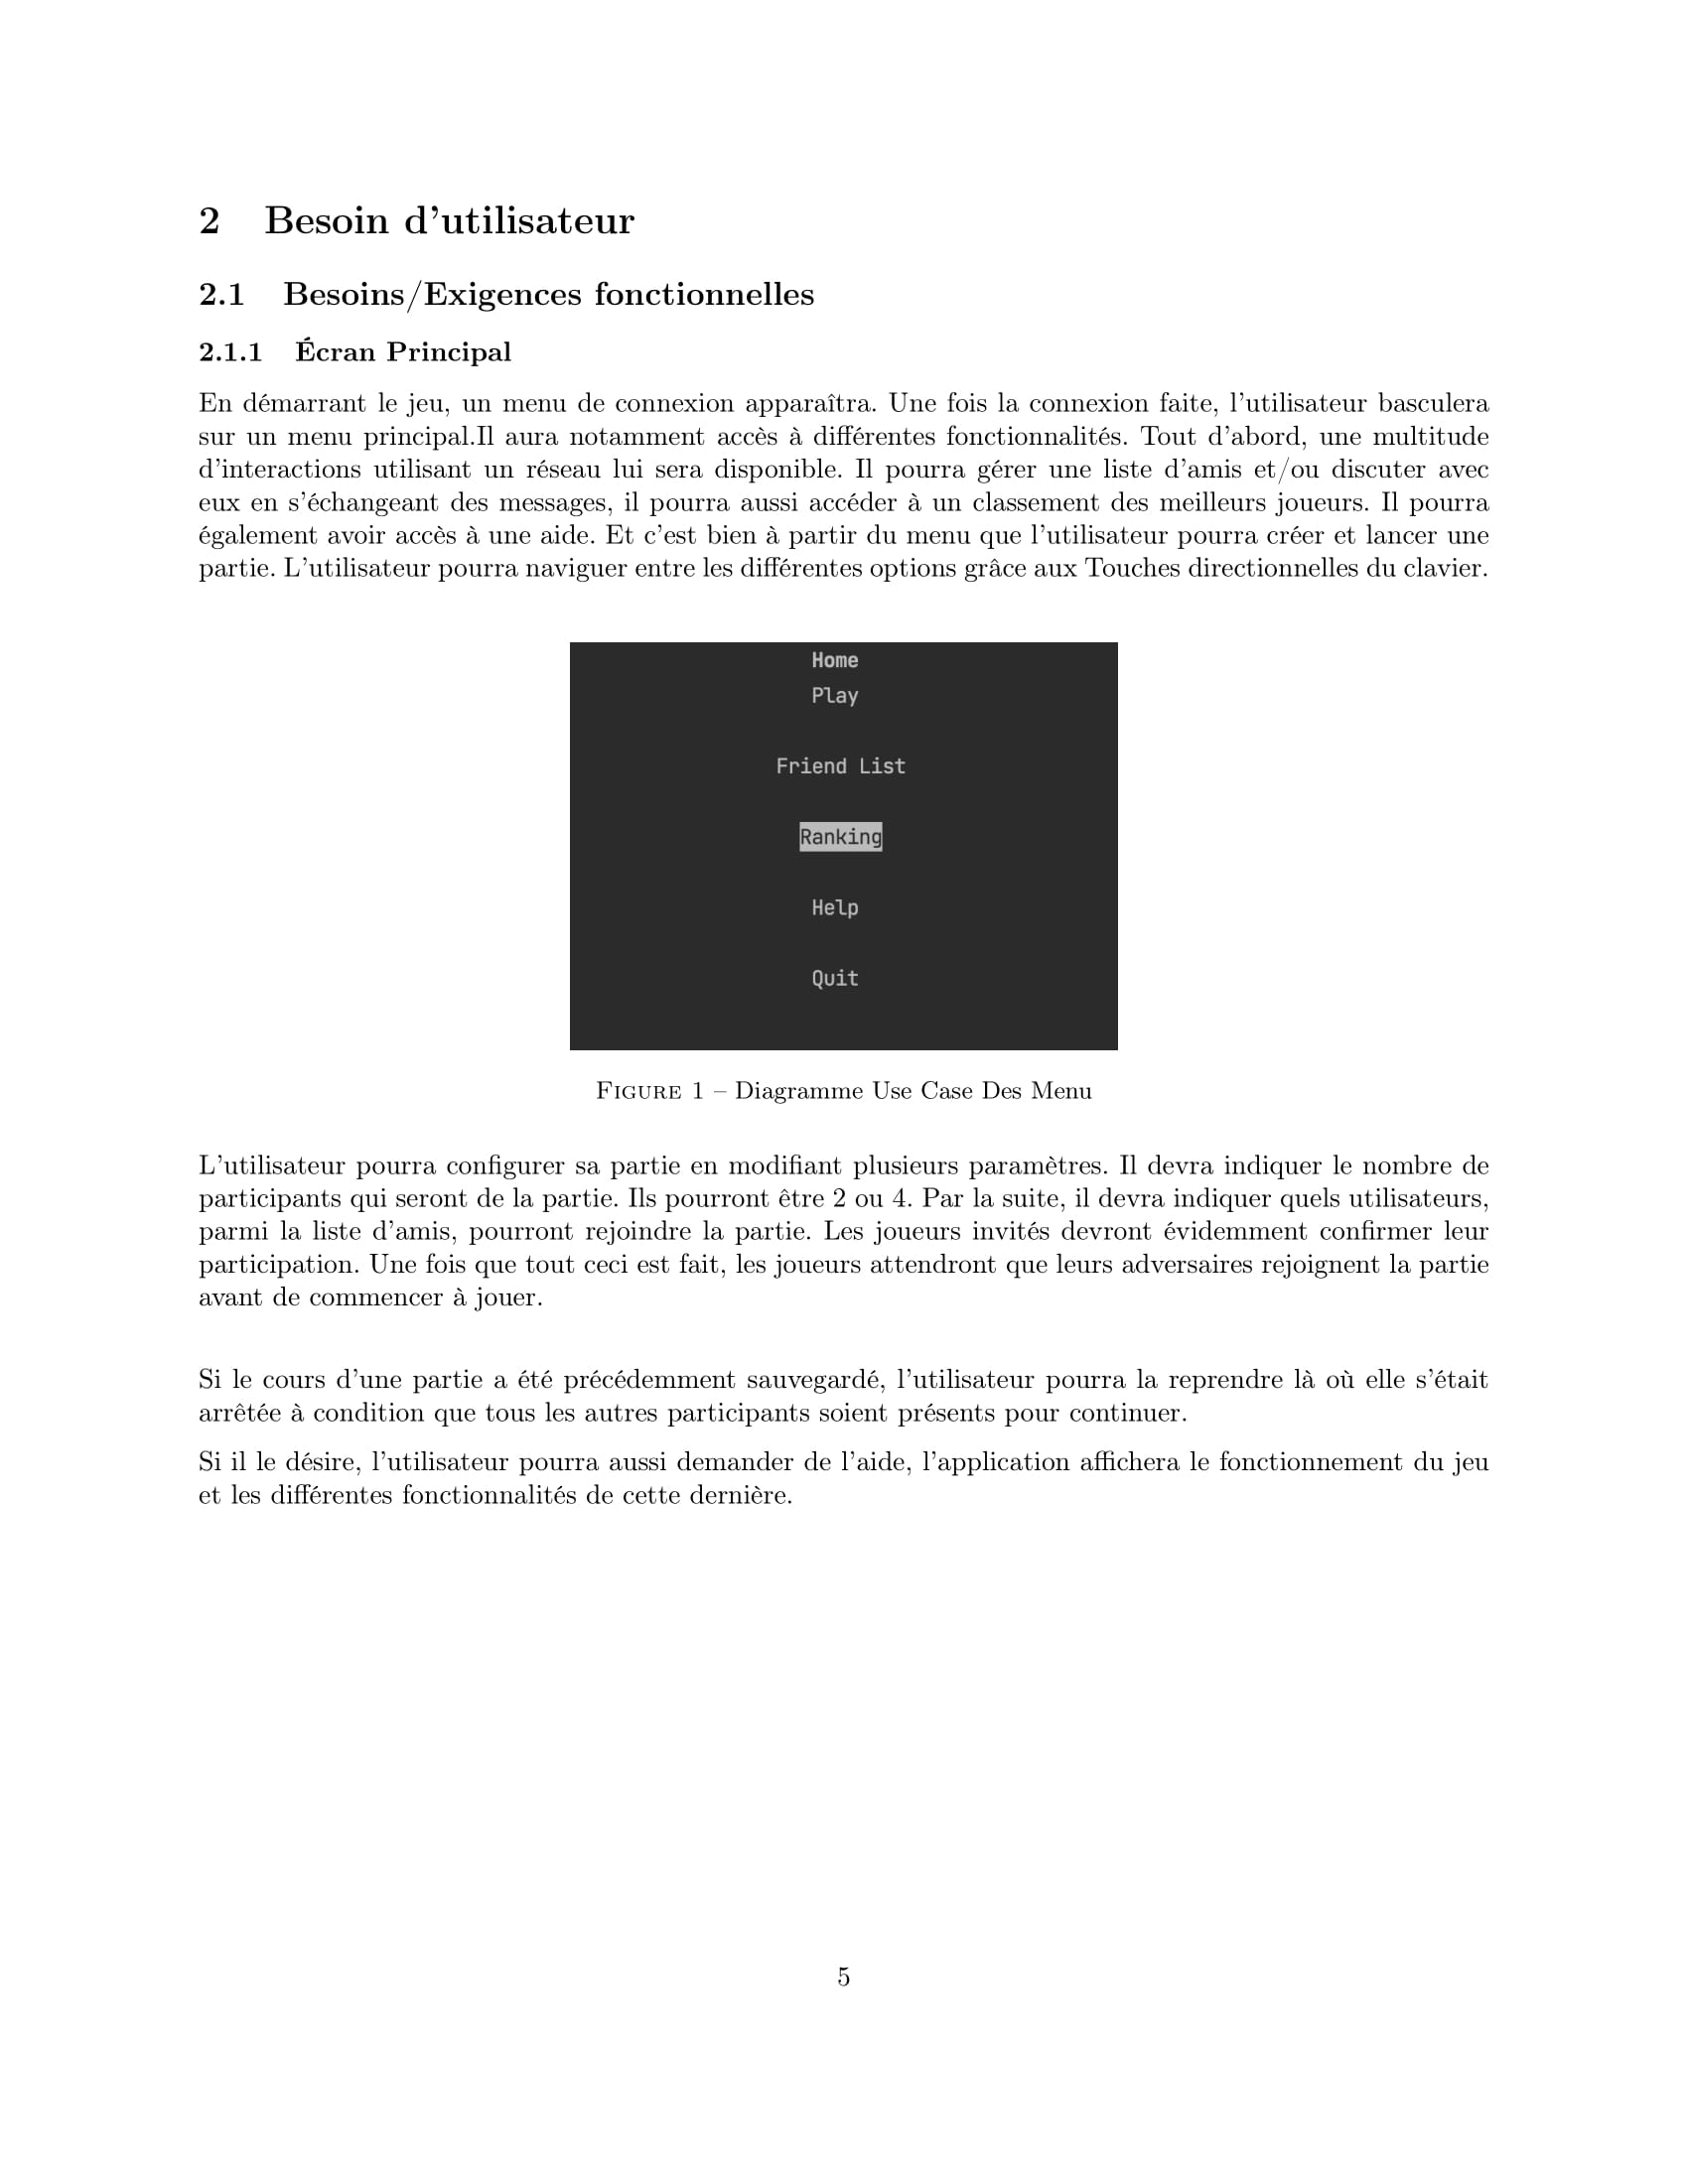 2 Besoin d'utilisateur
2.1 Besoins/Exigences fonctionnelles
2.1.1 Écran Principal
En démarrant le jeu, un menu de connexion apparaîtra. Une fois la connexion faite, l'utilisateur basculera
sur un menu principal.Il aura notamment accès à différentes fonctionnalités. Tout d'abord, une multitude
d'interactions utilisant un réseau lui sera disponible. Il pourra gérer une liste d'amis et/ou discuter avec
eux en s'échangeant des messages, il pourra aussi accéder à un classement des meilleurs joueurs. Il pourra
également avoir accès à une aide. Et c'est bien à partir du menu que l'utilisateur pourra créer et lancer une
partie. L'utilisateur pourra naviguer entre les différentes options grâce aux Touches directionnelles du clavier.
Home
Play
Friend List
Ranking
Help
Quit
FIGURE 1 – Diagramme Use Case Des Menu
L'utilisateur pourra configurer sa partie en modifiant plusieurs paramètres. Il devra indiquer le nombre de
participants qui seront de la partie. Ils pourront être 2 ou 4. Par la suite, il devra indiquer quels utilisateurs,
parmi la liste d'amis, pourront rejoindre la partie. Les joueurs invités devront évidemment confirmer leur
participation. Une fois que tout ceci est fait, les joueurs attendront que leurs adversaires rejoignent la partie
avant de commencer à jouer.
Si le cours d'une partie a été précédemment sauvegardé, l'utilisateur pourra la reprendre là où elle s'était
arrêtée à condition que tous les autres participants soient présents pour continuer.
Si il le désire, l'utilisateur pourra aussi demander de l'aide, l'application affichera le fonctionnement du jeu
et les différentes fonctionnalités de cette dernière.
5